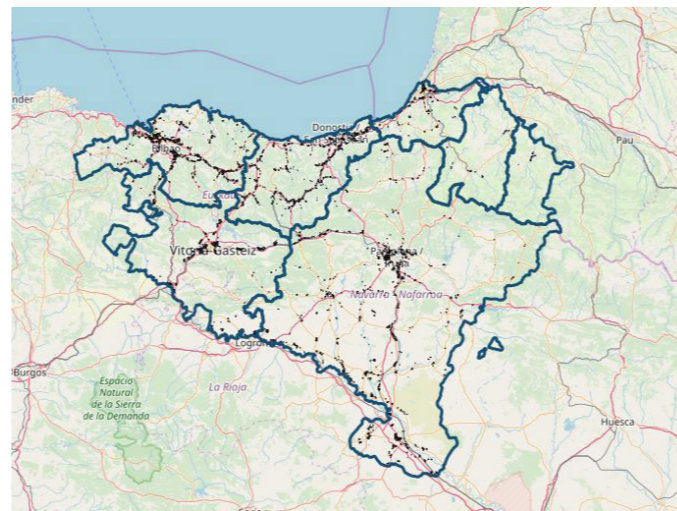 nder
Donosti
Bilbao
Pau
Vitoria-Gasteiz
Navarra - Nafarroa
Logroñ
Burgos
La Rioja
Espacio
Natural
de la Sierra
de la Demanda
Huesca